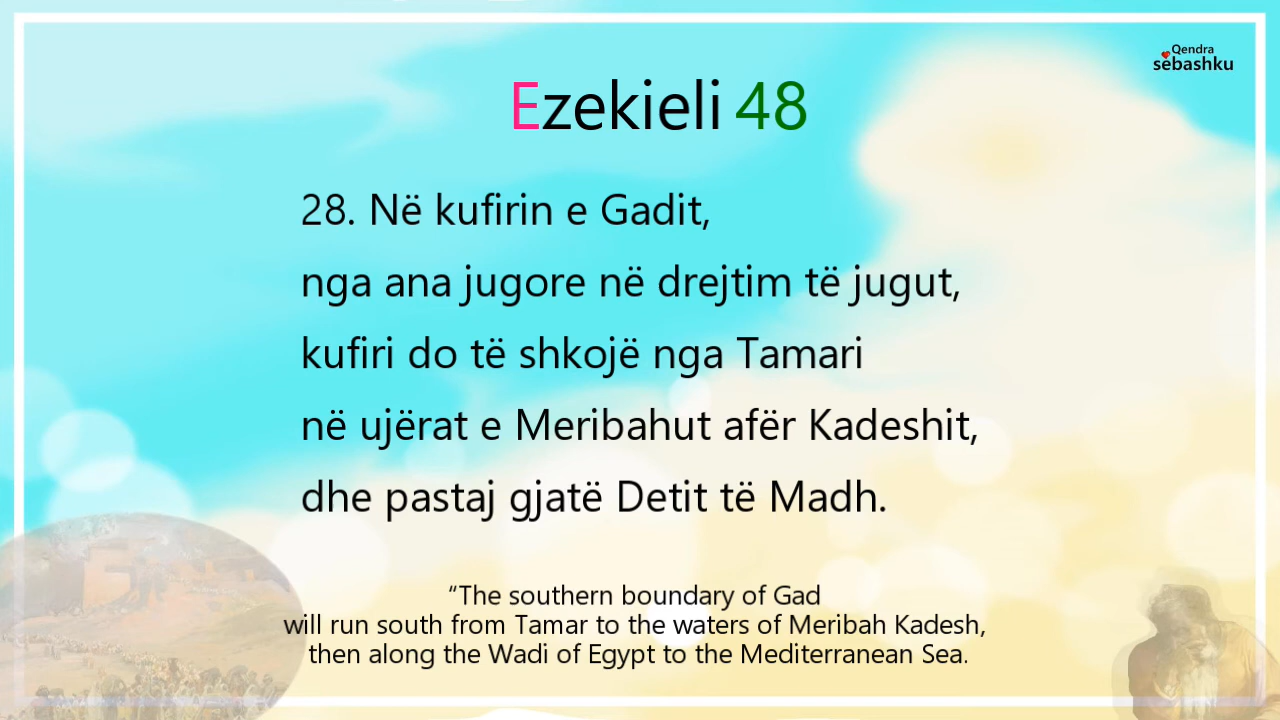 Qendra
sëbashku
Ezekieli 48
28. Në kufirin e Gadit,
nga ana jugore në drejtim të jugut,
kufiri do të shkojë nga Tamari
në ujërat e Meribahut afër Kadeshit,
dhe pastaj gjatë Detit të Madh.
“The southern boundary of Gad
will run south from Tamar to the waters of Meribah Kadesh,
then along the Wadi of Egypt to the Mediterranean Sea.